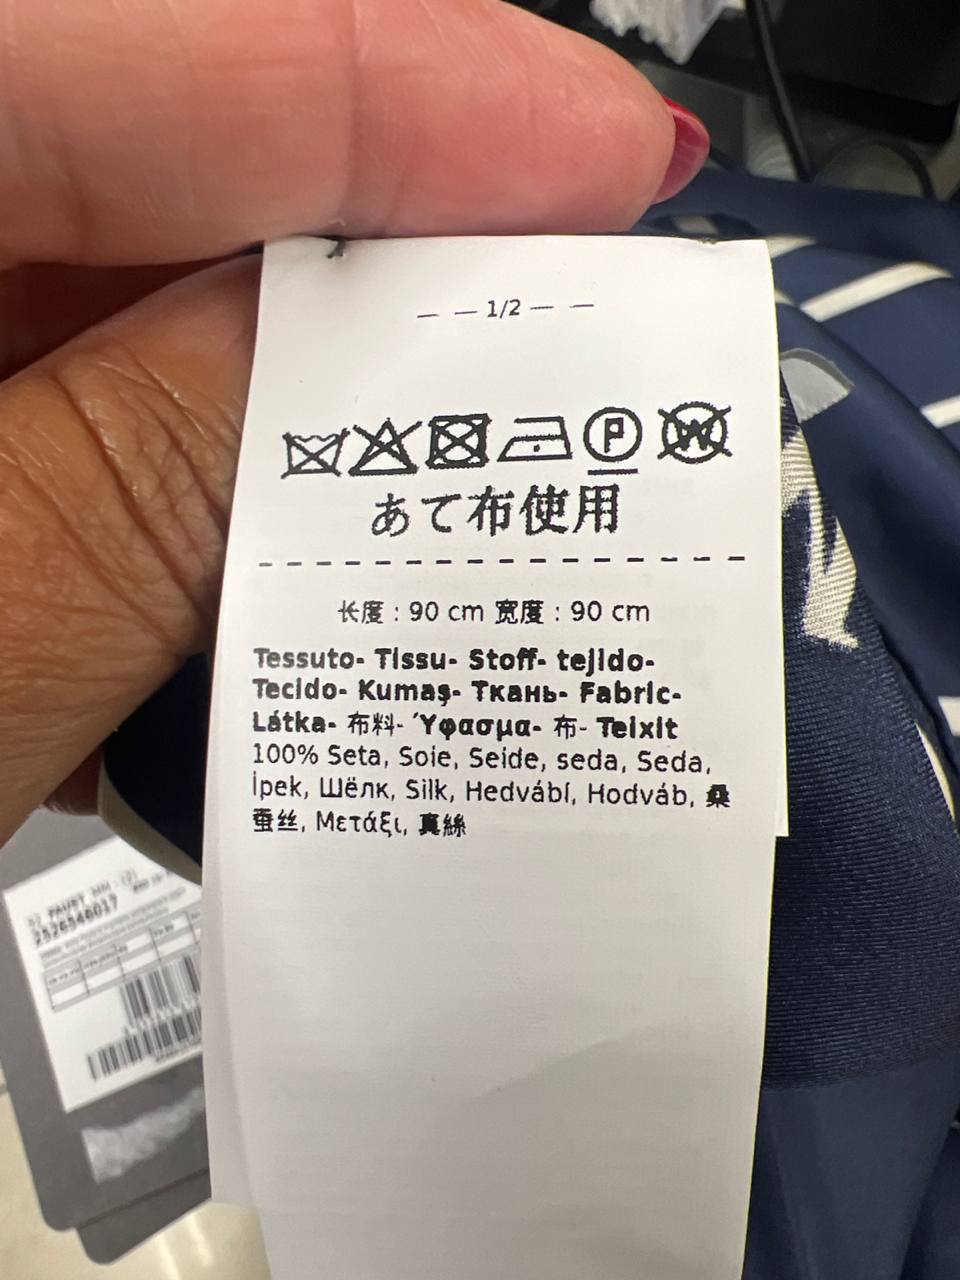 — — 1/2 — —
P W
あて布使用
长度 : 90 cm 宽度 : 90 cm
Tessuto- Tissu- Stoff- tejido-
Tecido- Kumaş- Ткань- Fabric-
Látka- 布料- Ύφασμα- 布- Teixit
100% Seta, Soie, Seide, seda, Seda,
İpek, Шёлк, Silk, Hedvábí, Hodváb, 桑
蚕丝, Μετάξι, 真絲
2526546017